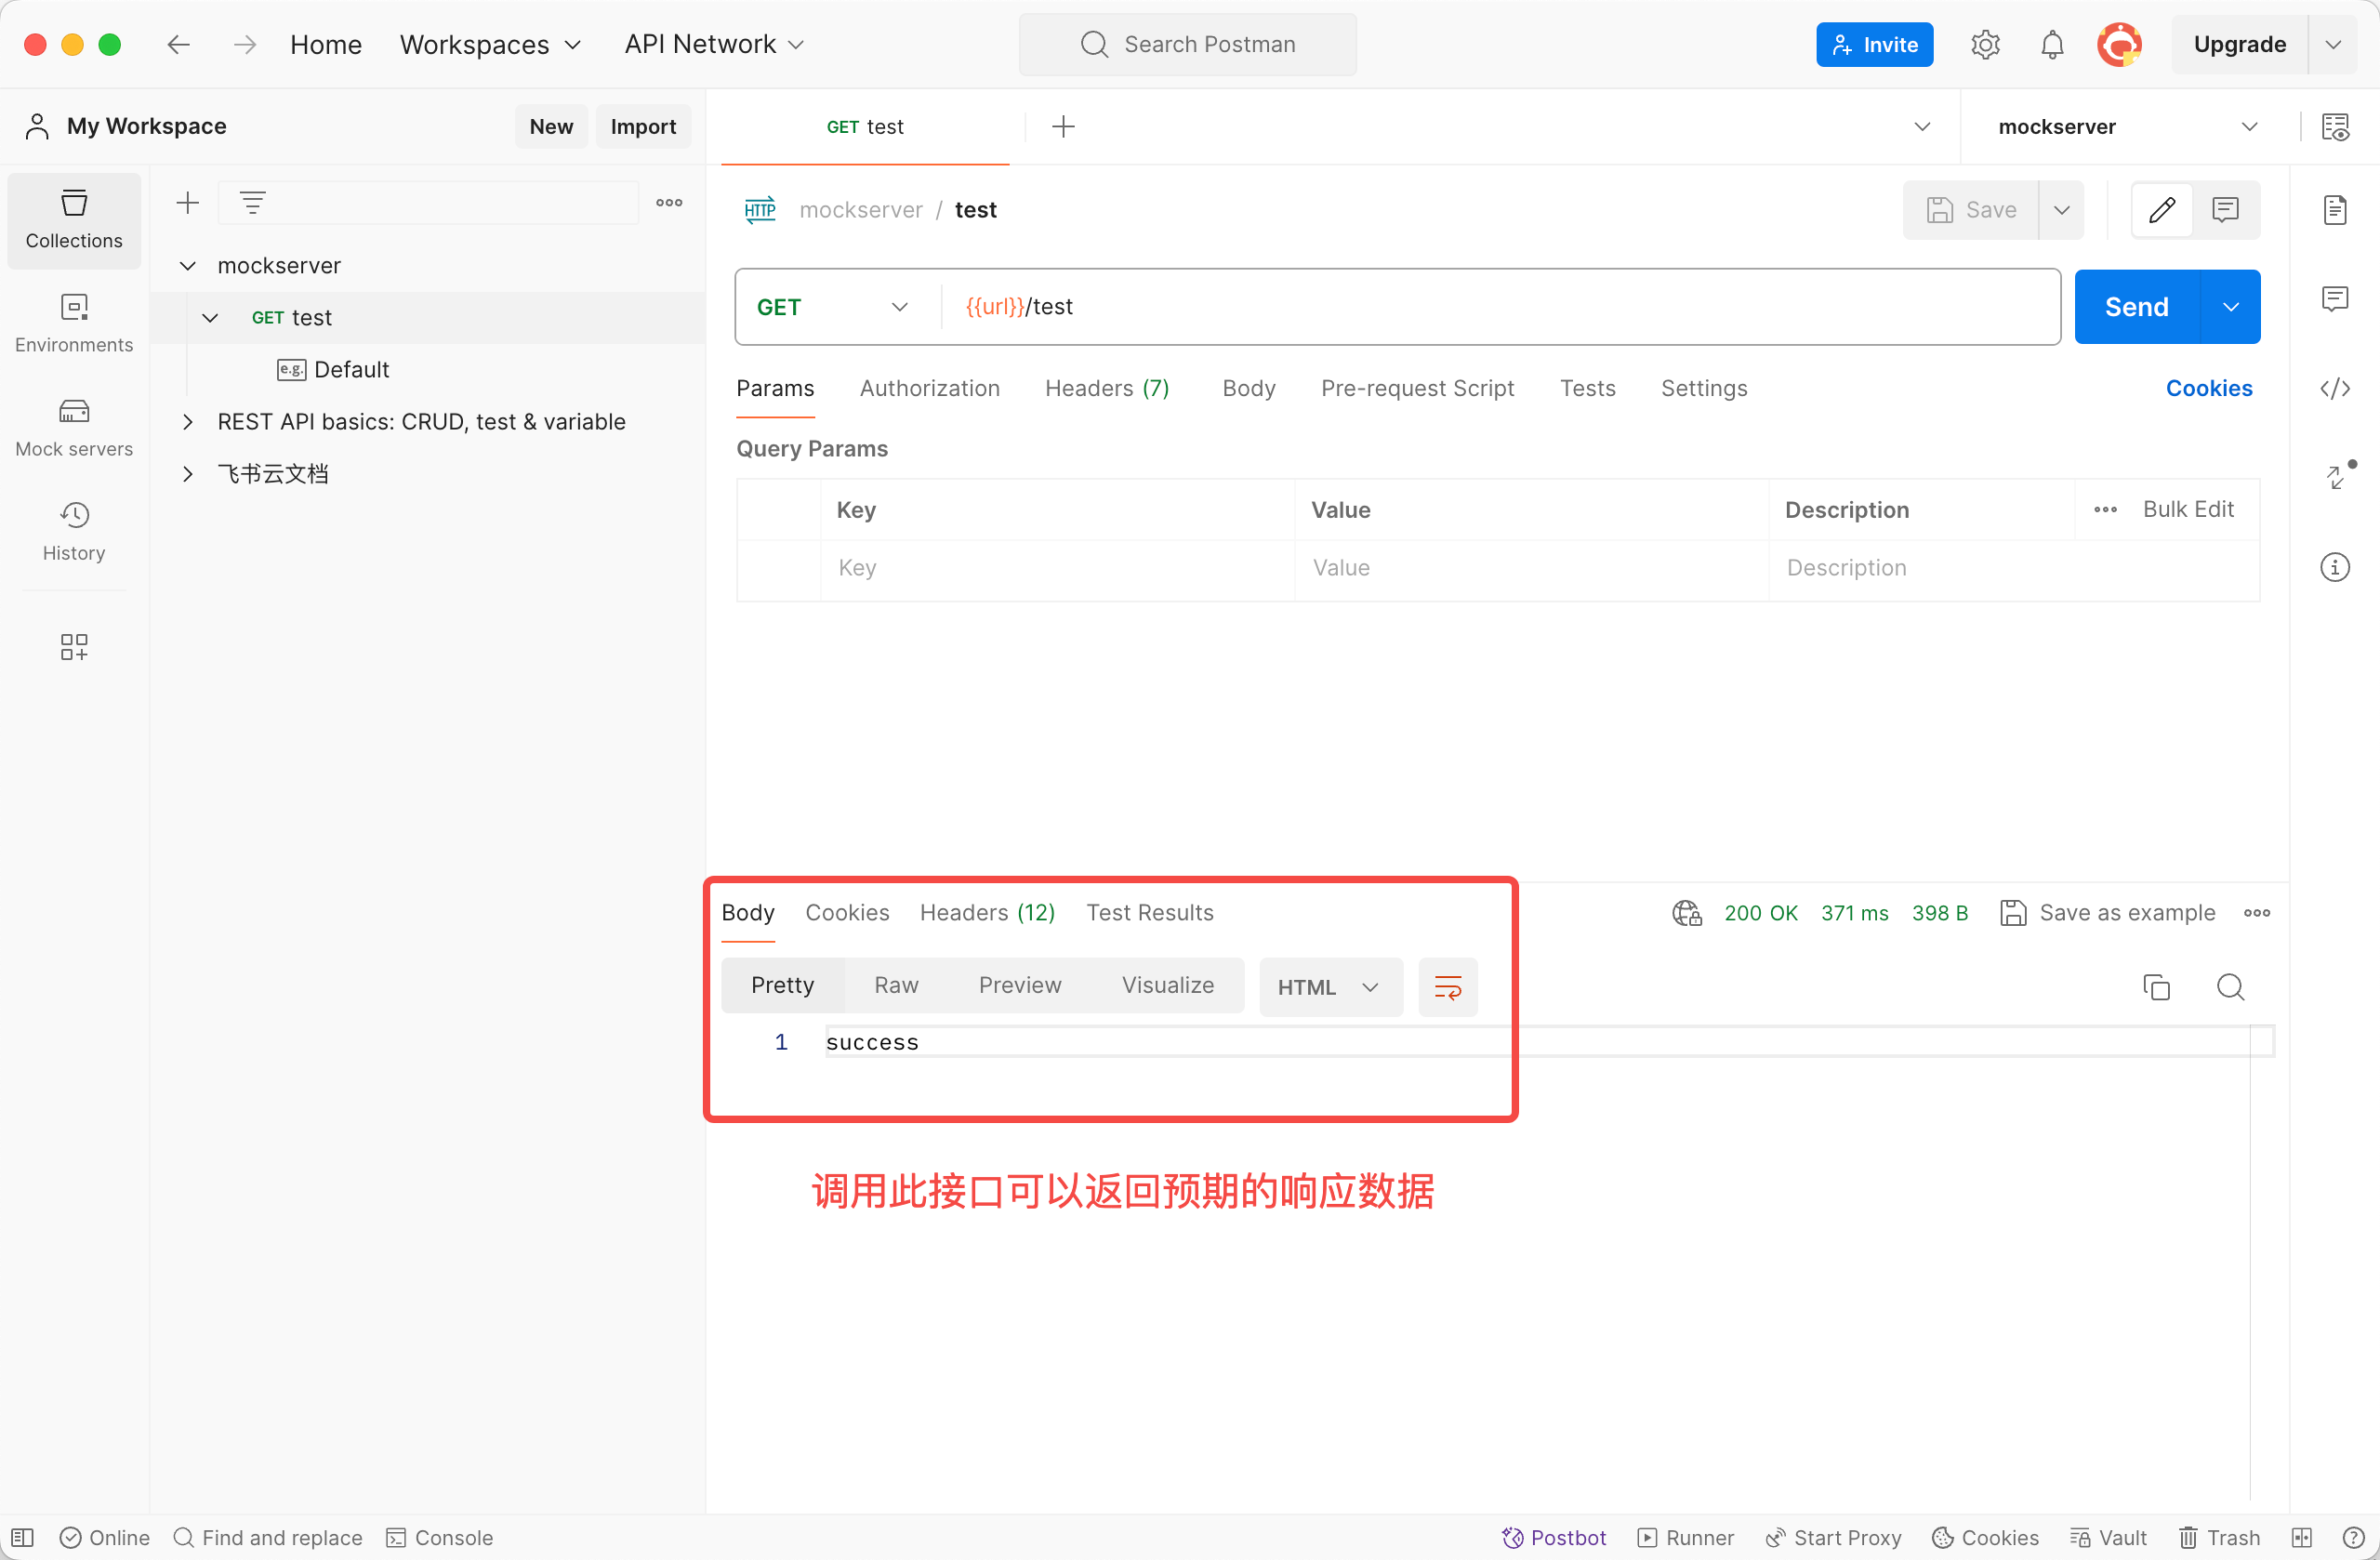 Home Workspaces API Network Search Postman Invite Upgrade
My Workspace New Import GET test mockserver
Collections
Environments
Mock servers
History
mockserver
GET test
e.g. Default
REST API basics: CRUD, test & variable
飞书云文档
HTTP mockserver / test Save
GET {{url}}/test Send
Params Authorization Headers (7) Body Pre-request Script Tests Settings Cookies
Query Params
Key Value Description Bulk Edit
Key Value Description
Body Cookies Headers (12) Test Results 200 OK 371 ms 398 B Save as example
Pretty Raw Preview Visualize HTML
1 success
调用此接口可以返回预期的响应数据
Online Find and replace Console Postbot Runner Start Proxy Cookies Vault Trash